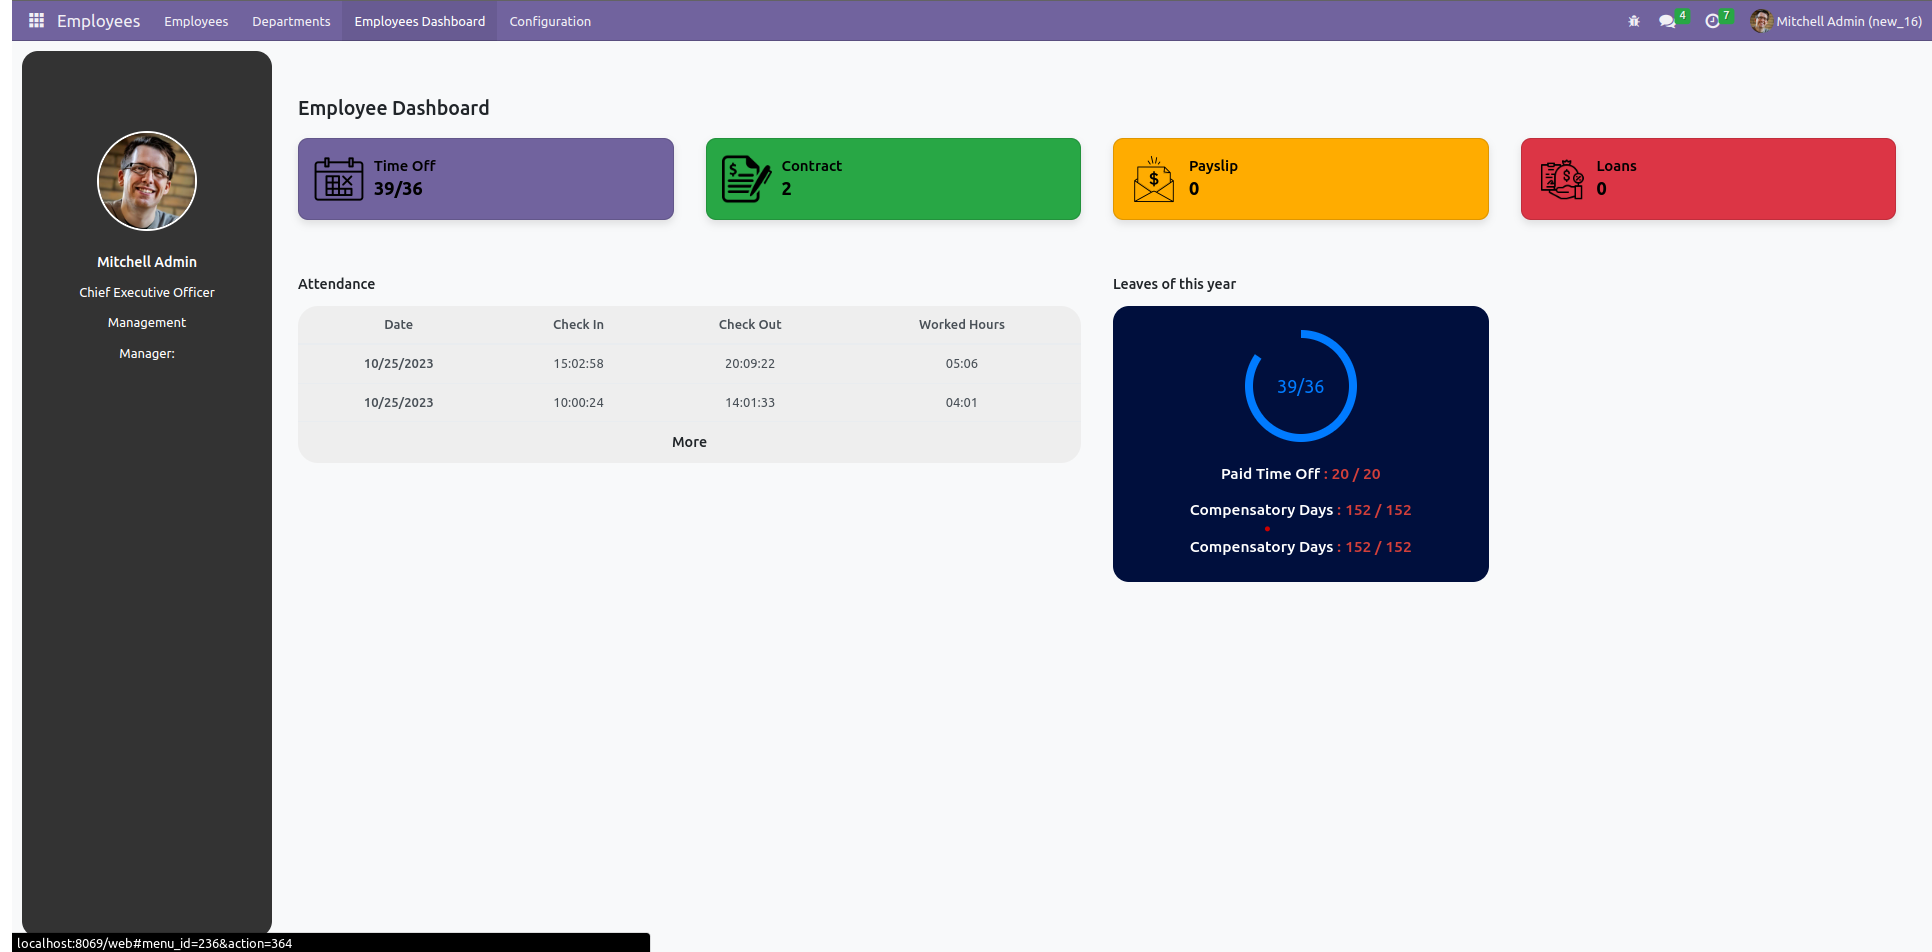 Employees Employees Departments Employees Dashboard Configuration 4 7 Mitchell Admin (new_16)
Mitchell Admin
Chief Executive Officer
Management
Manager:
Employee Dashboard
Time Off
39/36
Contract
2
Payslip
0
Loans
0
Attendance
Date Check In Check Out Worked Hours
10/25/2023 15:02:58 20:09:22 05:06
10/25/2023 10:00:24 14:01:33 04:01
More
Leaves of this year
39/36
Paid Time Off : 20 / 20
Compensatory Days : 152 / 152
Compensatory Days : 152 / 152
localhost:8069/web#menu_id=236&action=364